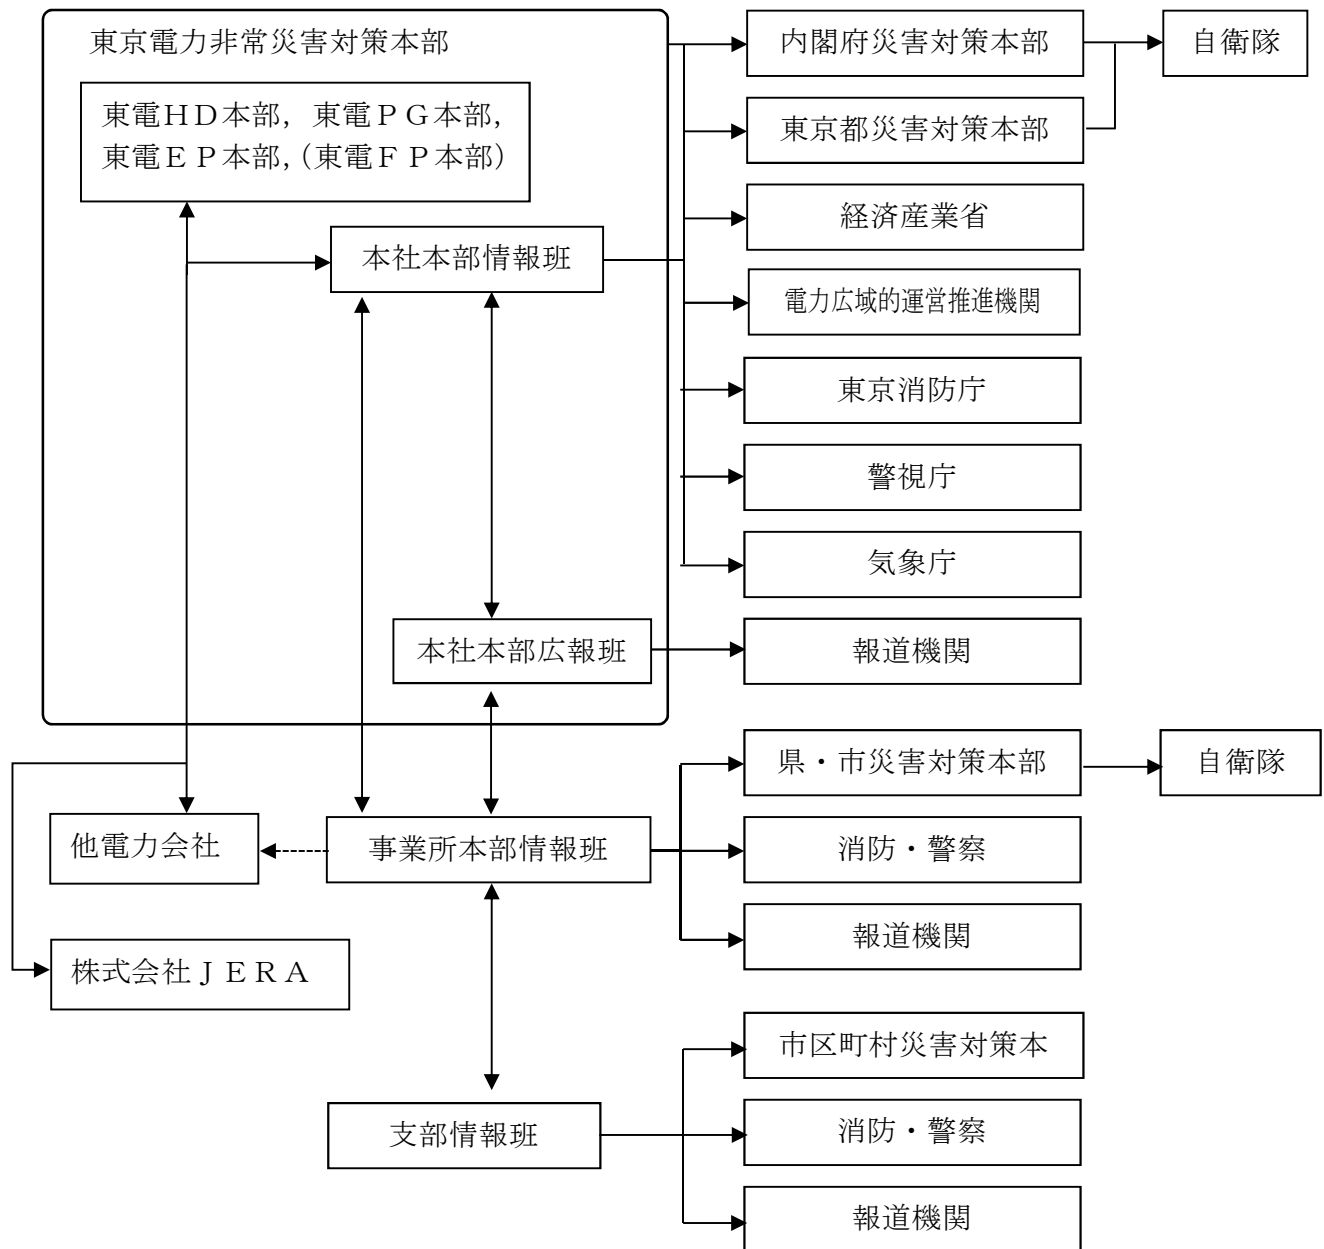 東京電力非常災害対策本部
内閣府災害対策本部
自衛隊
東電HD本部, 東電PG本部,
東電EP本部,(東電FP本部)
東京都災害対策本部
経済産業省
本社本部情報班
電力広域的運営推進機関
東京消防庁
警視庁
気象庁
本社本部広報班
報道機関
県・市災害対策本部
自衛隊
他電力会社
事業所本部情報班
消防・警察
報道機関
株式会社JERA
市区町村災害対策本
支部情報班
消防・警察
報道機関